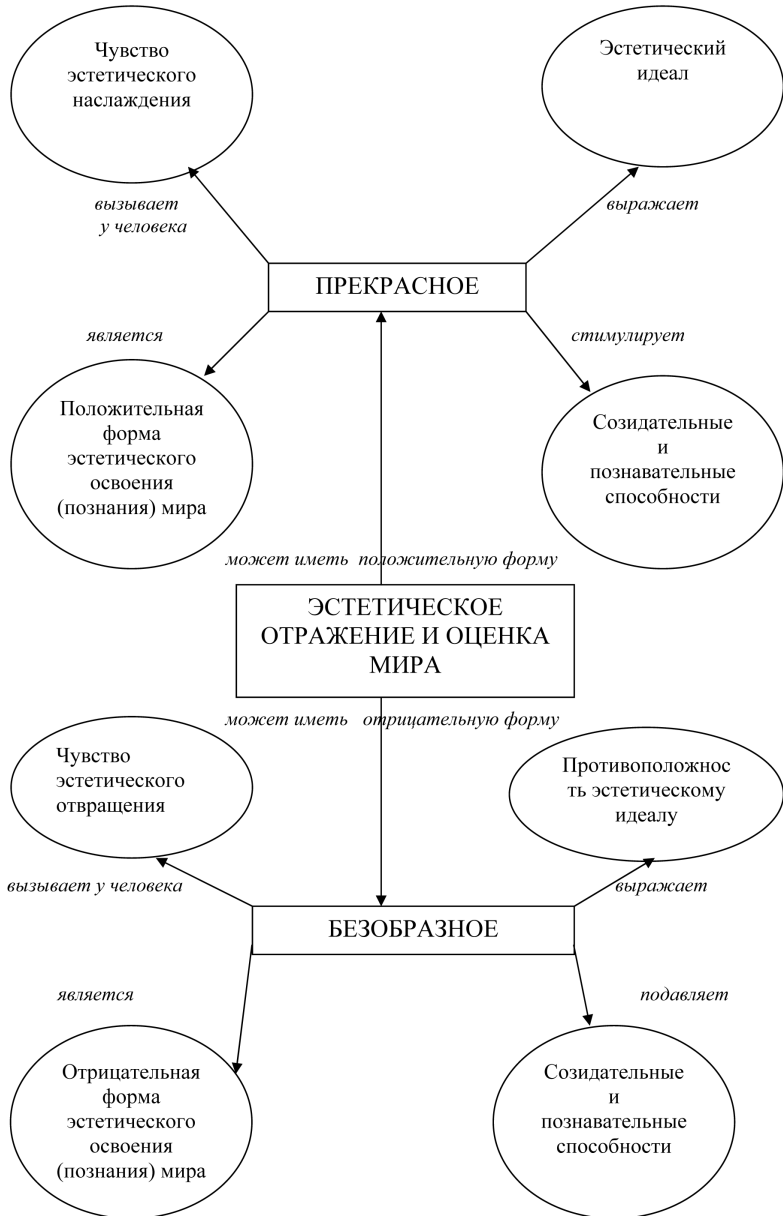 Чувство
эстетического
наслаждения
Эстетический
идеал
вызывает
у человека
выражает
ПРЕКРАСНОЕ
является
стимулирует
Положительная
форма
эстетического
освоения
(познания) мира
Созидательные
и
познавательные
способности
может иметь положительную форму
ЭСТЕТИЧЕСКОЕ
ОТРАЖЕНИЕ И ОЦЕНКА
МИРА
может иметь отрицательную форму
Чувство
эстетического
отвращения
Противоположнос
ть эстетическому
идеалу
вызывает у человека
выражает
БЕЗОБРАЗНОЕ
является
подавляет
Отрицательная
форма
эстетического
освоения
(познания) мира
Созидательные
и
познавательные
способности